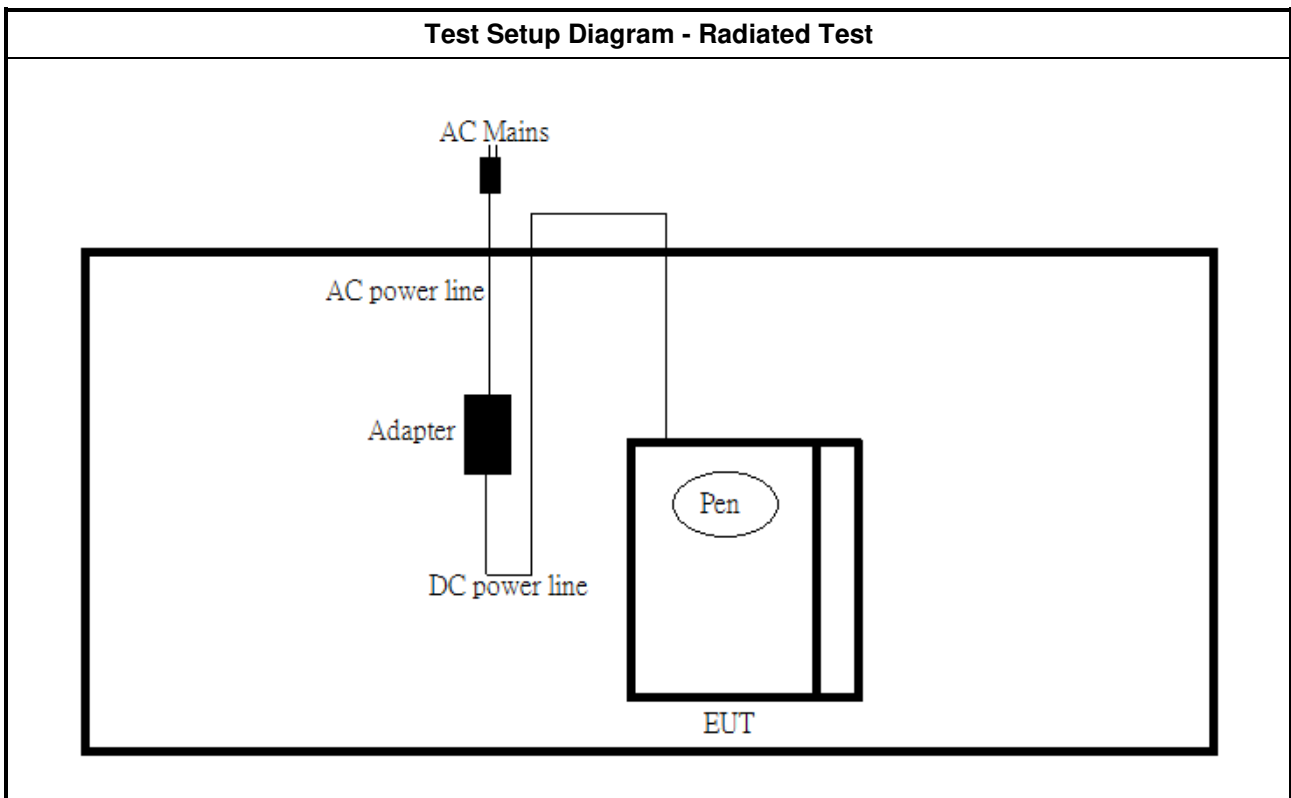 Test Setup Diagram - Radiated Test
AC Mains
AC power line
Adapter
Pen
DC power line
EUT